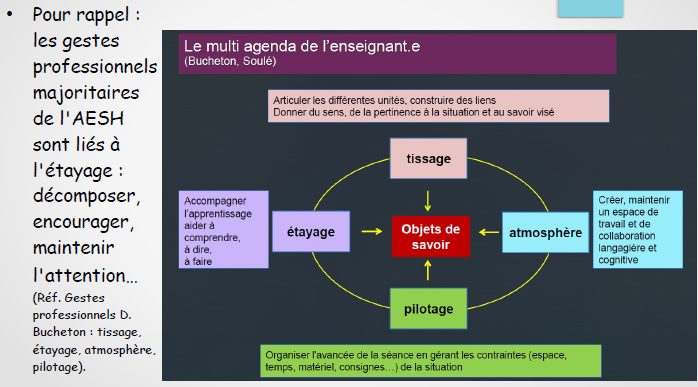 • Pour rappel :
les gestes
professionnels
majoritaires
de l'AESH
sont liés à
l'étayage :
décomposer,
encourager,
maintenir
l'attention…
(Réf. Gestes
professionnels D.
Bucheton : tissage,
étayage, atmosphère,
pilotage).
Le multi agenda de l'enseignant.e
(Bucheton, Soulé)
Articuler les différentes unités, construire des liens
Donner du sens, de la pertinence à la situation et au savoir visé
tissage
Accompagner
l'apprentissage
aider à
comprendre,
à dire,
à faire
étayage
Objets de
savoir
atmosphère
Créer, maintenir
un espace de
travail et de
collaboration
langagière et
cognitive
pilotage
Organiser l'avancée de la séance en gérant les contraintes (espace,
temps, matériel, consignes…) de la situation